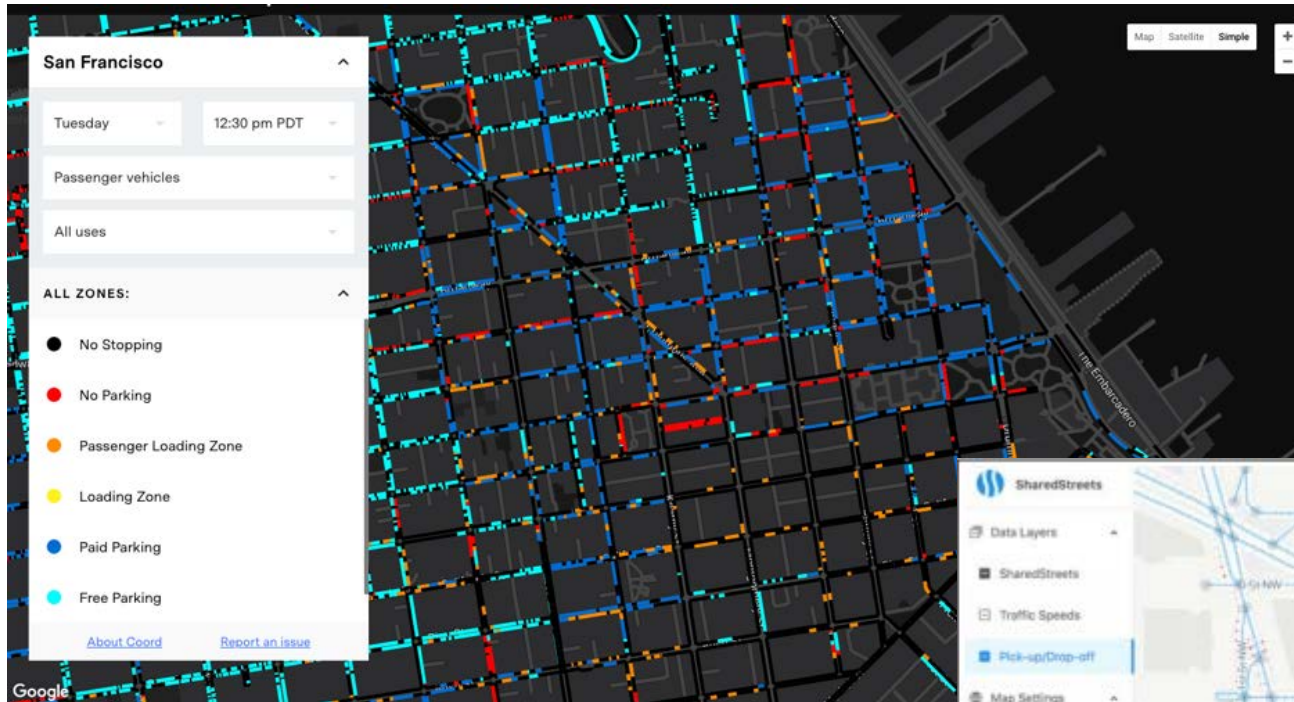 San Francisco
Tuesday
12:30 pm PDT
Passenger vehicles
All uses
ALL ZONES:
No Stopping
No Parking
Passenger Loading Zone
Loading Zone
Paid Parking
Free Parking
About Coord
Report an issue
Google
Map
Satellite
Simple
+
−
The Embarcadero
SharedStreets
Data Layers
SharedStreets
Traffic Speeds
Pick-up/Drop-off
Map Settings